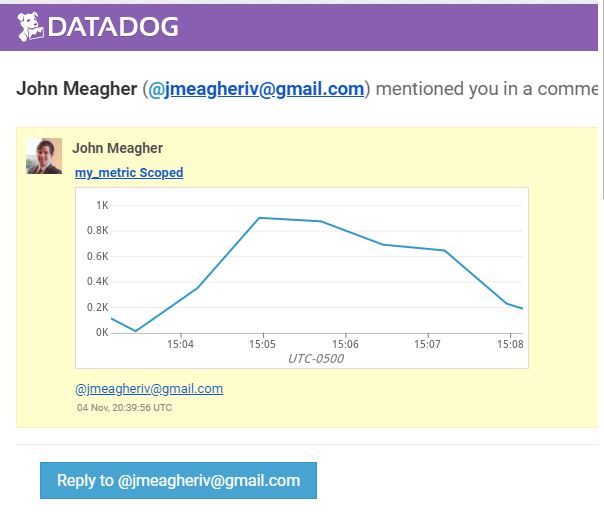 DATADOG
John Meagher (@jmeagheriv@gmail.com) mentioned you in a comme
John Meagher
my_metric Scoped
1K
0.8K
0.6K
0.4K
0.2K
0K
15:04 15:05 15:06 15:07 15:08
UTC-0500
@jmeagheriv@gmail.com
04 Nov, 20:39:56 UTC
Reply to @jmeagheriv@gmail.com